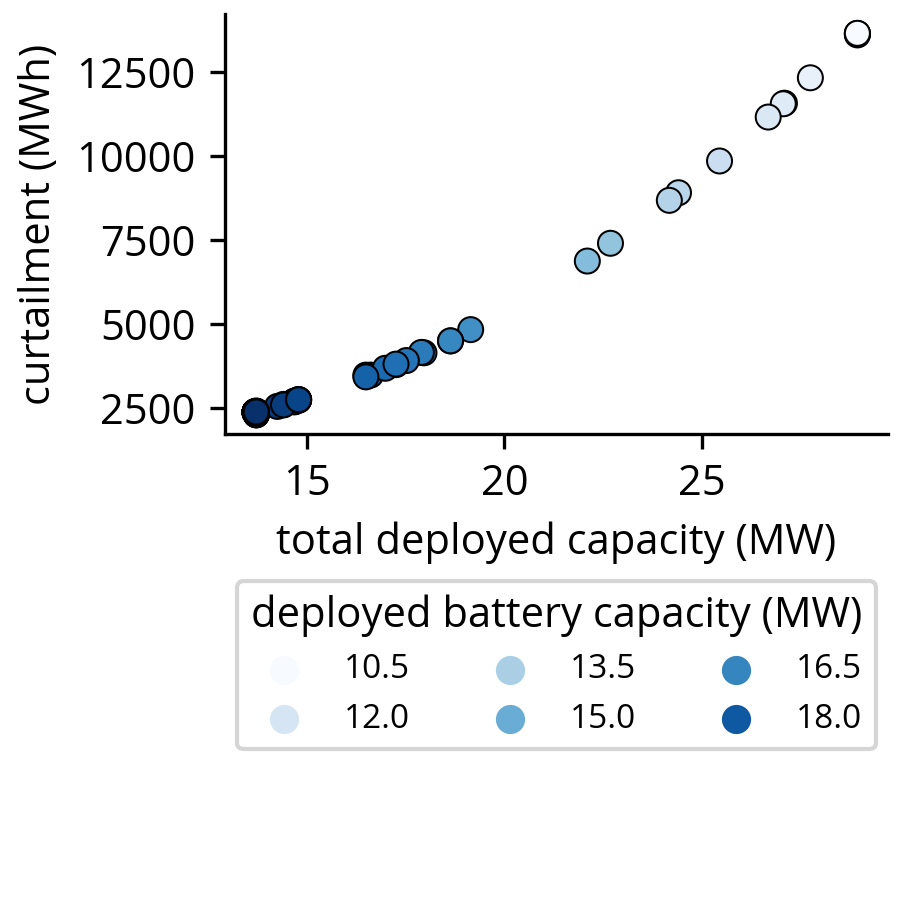 curtailment (MWh)
12500
10000
7500
5000
2500
15 20 25
total deployed capacity (MW)
deployed battery capacity (MW)
10.5 13.5 16.5
12.0 15.0 18.0